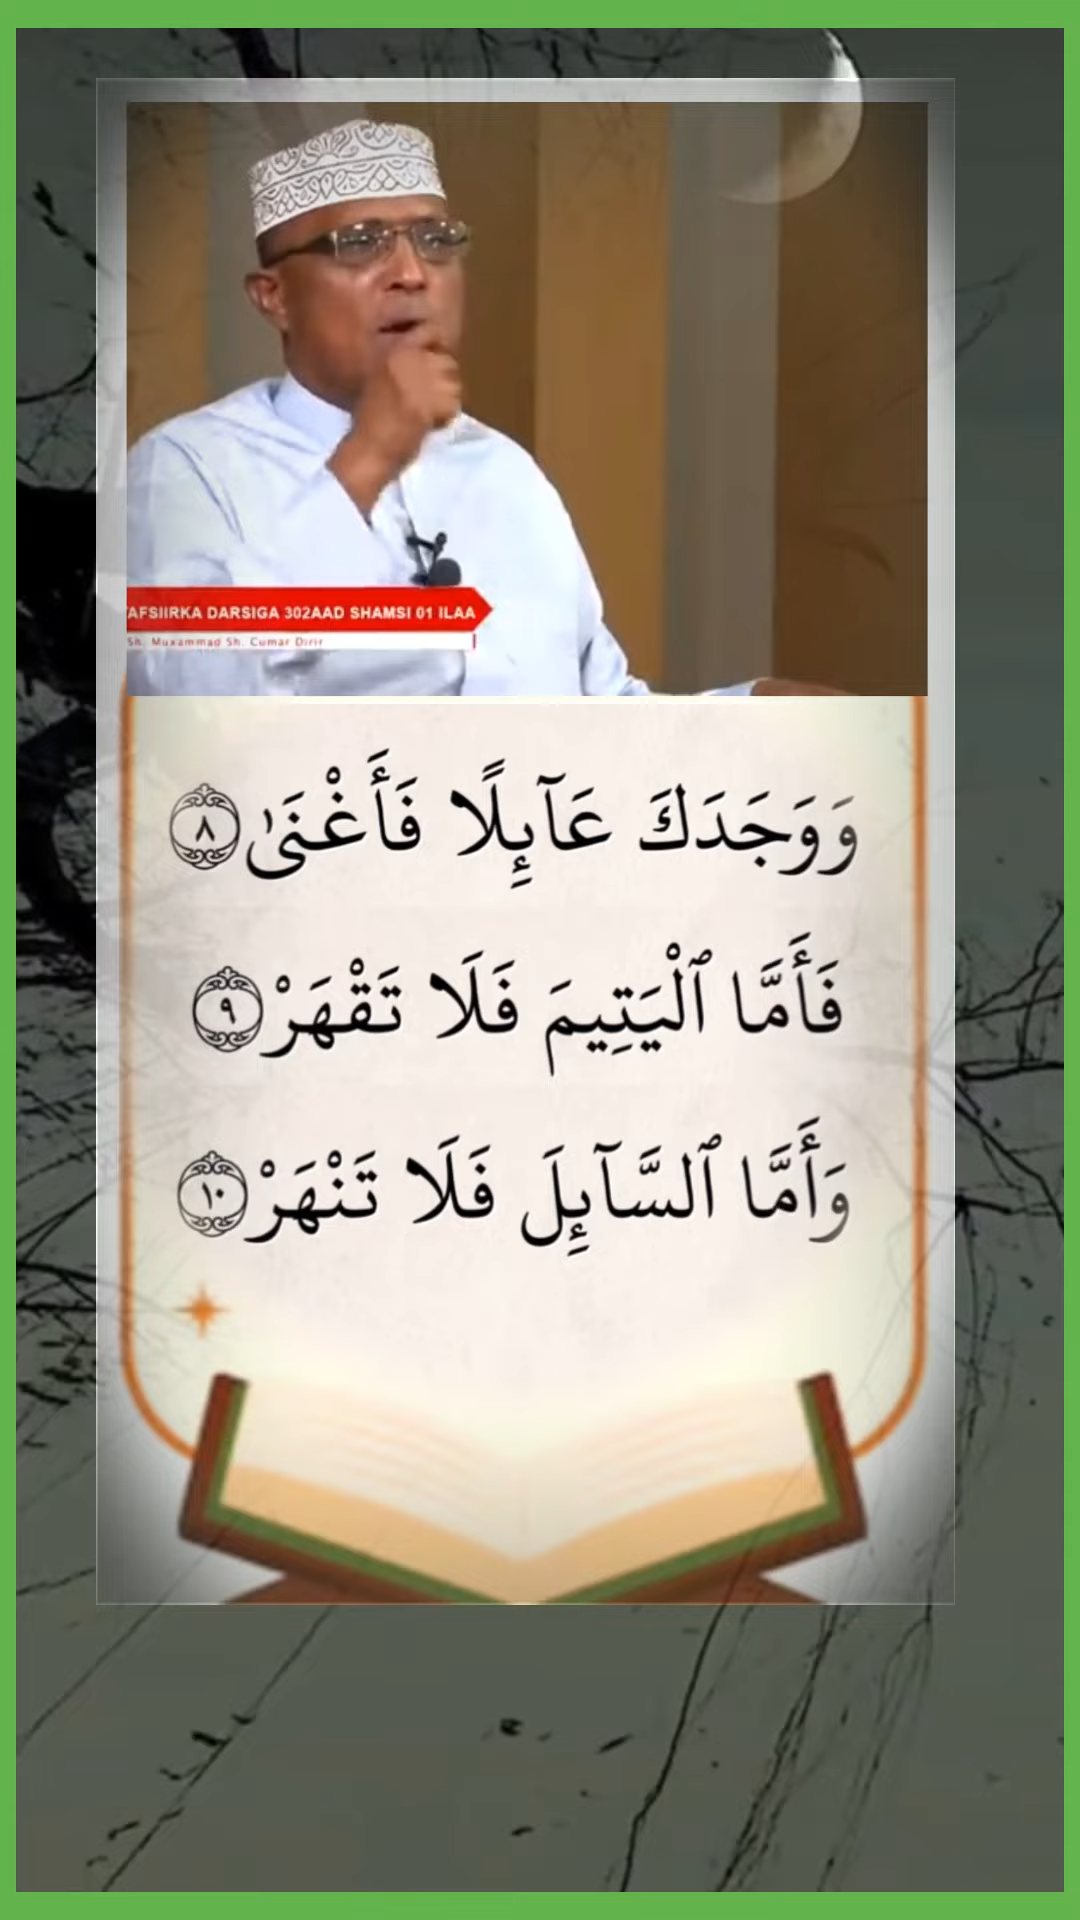 TAFSIIRKA DARSIGA 302AAD SHAMSI 01 ILAA
Sh. Muxammad Sh. Cumar Dirir
وَوَجَدَكَ عَآئِلًا فَأَغْنَىٰ ٨
فَأَمَّا ٱلْيَتِيمَ فَلَا تَقْهَرْ ٩
وَأَمَّا ٱلسَّآئِلَ فَلَا تَنْهَرْ ١٠